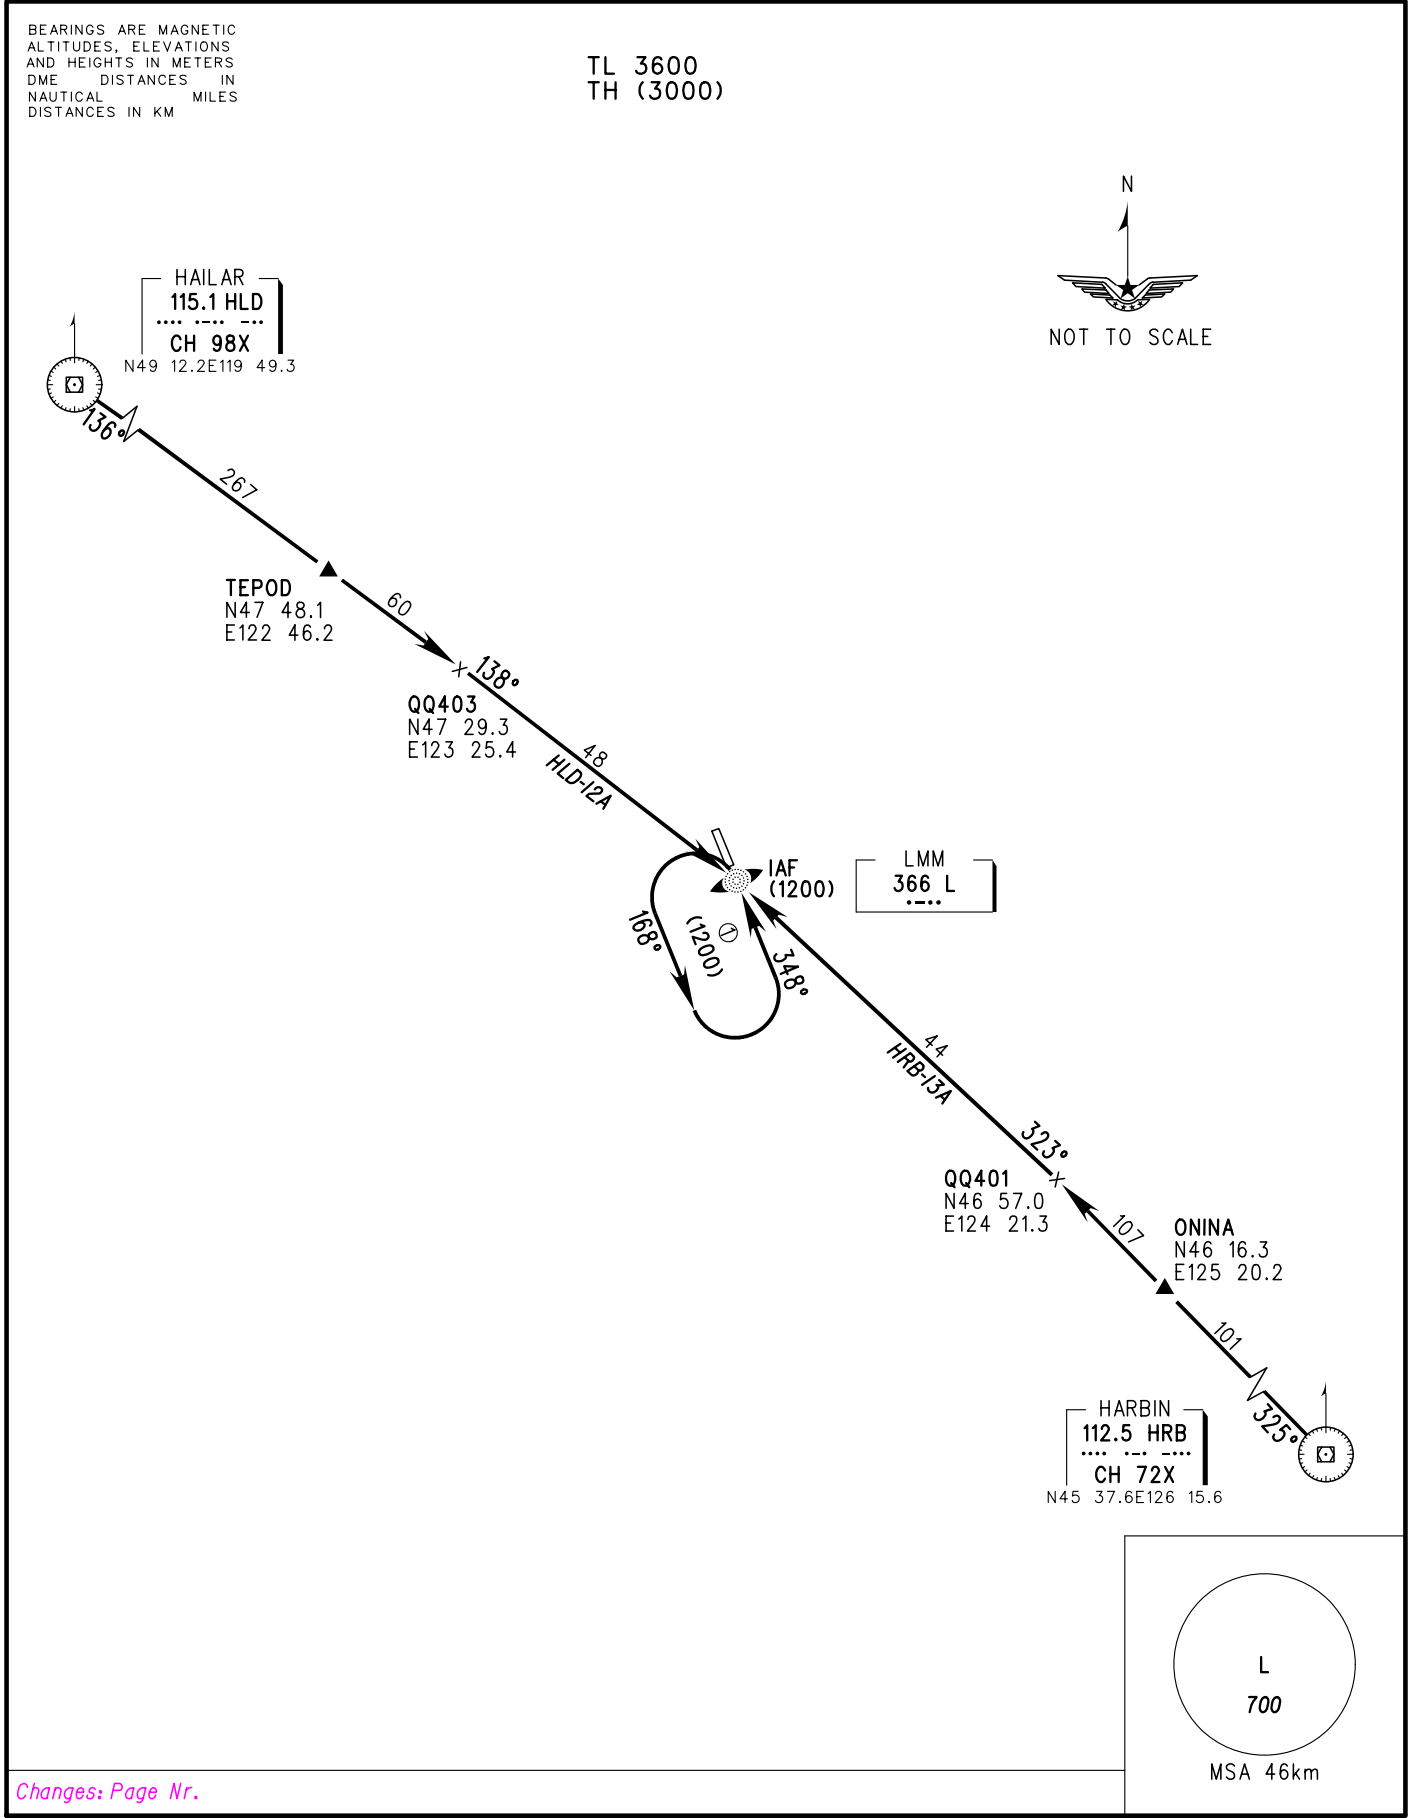 BEARINGS ARE MAGNETIC
ALTITUDES, ELEVATIONS
AND HEIGHTS IN METERS
DME DISTANCES IN
NAUTICAL MILES
DISTANCES IN KM
TL 3600
TH (3000)
N
NOT TO SCALE
HAILAR
115.1 HLD
CH 98X
N49 12.2E119 49.3
136°
267
TEPOD
N47 48.1
E122 46.2
60
138°
QQ403
N47 29.3
E123 25.4
48
HLD-12A
IAF
(1200)
LMM
366 L
168°
(1200)
1
348°
44
HRB-13A
323°
QQ401
N46 57.0
E124 21.3
107
ONINA
N46 16.3
E125 20.2
101
325°
HARBIN
112.5 HRB
CH 72X
N45 37.6E126 15.6
L
700
MSA 46km
Changes: Page Nr.